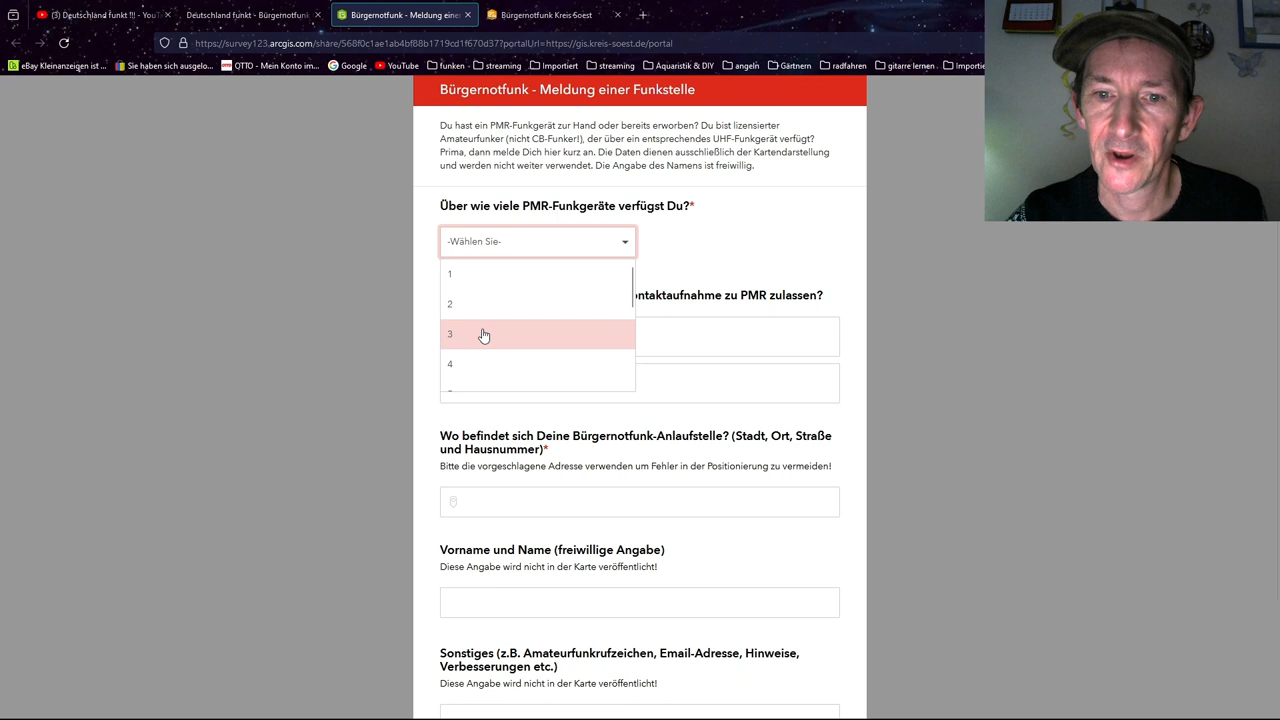 (3) Deutschland funkt !!! - YouT
Deutschland funkt - Bürgernotfunk
Bürgernotfunk - Meldung eine
Bürgernotfunk Kreis Soest
https://survey123.arcgis.com/share/568f0c1ae1ab4bf88b1719cd1f670d37?portalUrl=https://gis.kreis-soest.de/portal
eBay Kleinanzeigen ist ...
Sie haben sich ausgelo...
OTTO - Mein Konto im...
Google
YouTube
funken
streaming
Importiert
streaming
Aquaristik & DIY
angeln
Gärtnern
radfahren
gitarre lernen
Importie
Bürgernotfunk - Meldung einer Funkstelle
Du hast ein PMR-Funkgerät zur Hand oder bereits erworben? Du bist lizensierter
Amateurfunker (nicht CB-Funker!), der über ein entsprechendes UHF-Funkgerät verfügt?
Prima, dann melde Dich hier kurz an. Die Daten dienen ausschließlich der Kartendarstellung
und werden nicht weiter verwendet. Die Angabe des Namens ist freiwillig.
Über wie viele PMR-Funkgeräte verfügst Du?*
-Wählen Sie-
1
2
3
4
ontaktaufnahme zu PMR zulassen?
Wo befindet sich Deine Bürgernotfunk-Anlaufstelle? (Stadt, Ort, Straße
und Hausnummer)*
Bitte die vorgeschlagene Adresse verwenden um Fehler in der Positionierung zu vermeiden!
Vorname und Name (freiwillige Angabe)
Diese Angabe wird nicht in der Karte veröffentlicht!
Sonstiges (z.B. Amateurfunkrufzeichen, Email-Adresse, Hinweise,
Verbesserungen etc.)
Diese Angabe wird nicht in der Karte veröffentlicht!